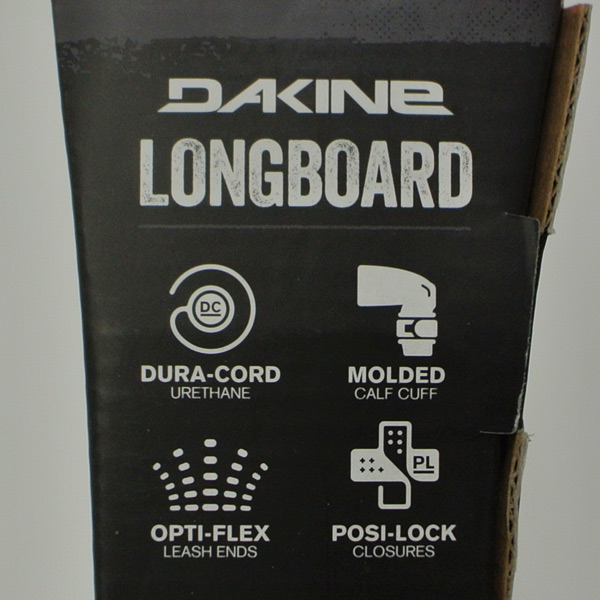 DAKINE
LONGBOARD
DC
DURA-CORD
URETHANE
MOLDED
CALF CUFF
PL
OPTI-FLEX
LEASH ENDS
POSI-LOCK
CLOSURES